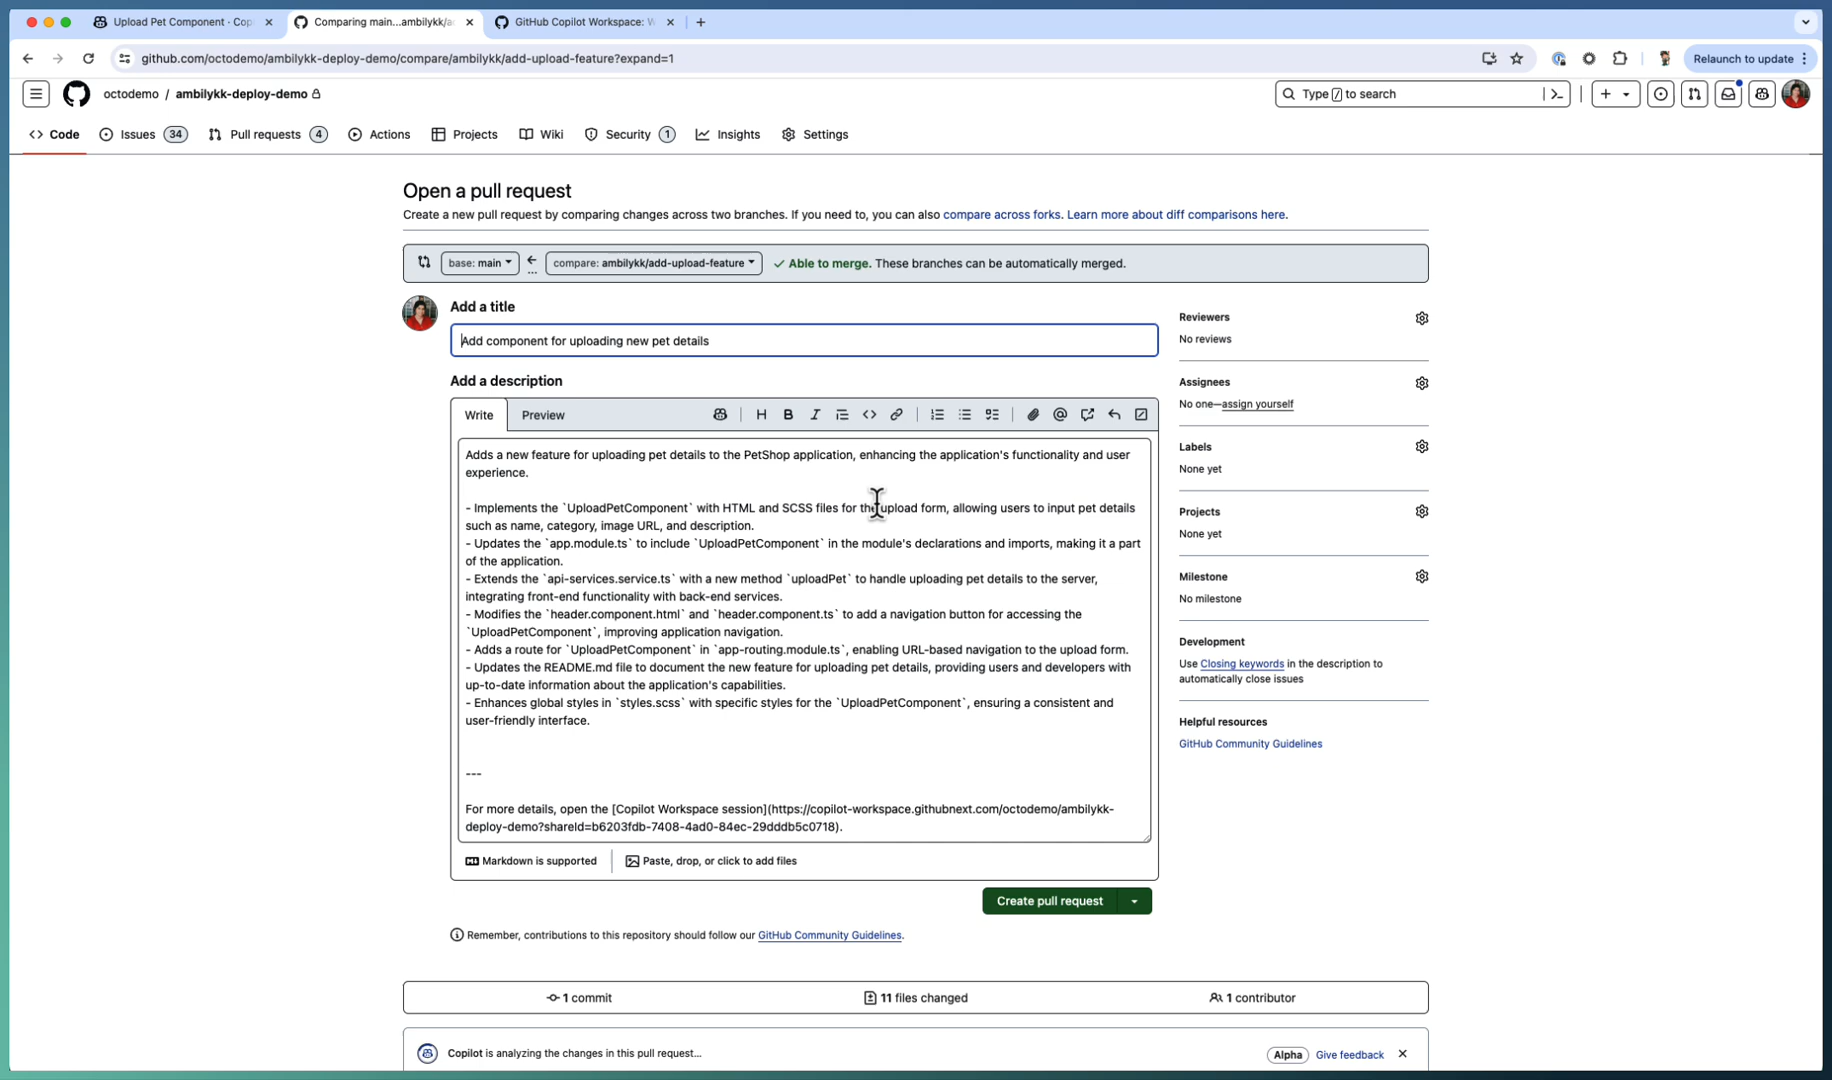 Upload Pet Component · Cop
Comparing main...ambilykk/a
GitHub Copilot Workspace: W
github.com/octodemo/ambilykk-deploy-demo/compare/ambilykk/add-upload-feature?expand=1
Relaunch to update
octodemo / ambilykk-deploy-demo
Type / to search
Code
Issues 34
Pull requests 4
Actions
Projects
Wiki
Security 1
Insights
Settings
Open a pull request
Create a new pull request by comparing changes across two branches. If you need to, you can also compare across forks. Learn more about diff comparisons here.
base: main
...
compare: ambilykk/add-upload-feature
Able to merge. These branches can be automatically merged.
Add a title
Add component for uploading new pet details
Add a description
Write
Preview
Adds a new feature for uploading pet details to the PetShop application, enhancing the application's functionality and user
experience.
- Implements the `UploadPetComponent` with HTML and SCSS files for the upload form, allowing users to input pet details
such as name, category, image URL, and description.
- Updates the `app.module.ts` to include `UploadPetComponent` in the module's declarations and imports, making it a part
of the application.
- Extends the `api-services.service.ts` with a new method `uploadPet` to handle uploading pet details to the server,
integrating front-end functionality with back-end services.
- Modifies the `header.component.html` and `header.component.ts` to add a navigation button for accessing the
`UploadPetComponent`, improving application navigation.
- Adds a route for `UploadPetComponent` in `app-routing.module.ts`, enabling URL-based navigation to the upload form.
- Updates the README.md file to document the new feature for uploading pet details, providing users and developers with
up-to-date information about the application's capabilities.
- Enhances global styles in `styles.scss` with specific styles for the `UploadPetComponent`, ensuring a consistent and
user-friendly interface.
---
For more details, open the [Copilot Workspace session](https://copilot-workspace.githubnext.com/octodemo/ambilykk-
deploy-demo?shareId=b6203fdb-7408-4ad0-84ec-29dddb5c0718).
Markdown is supported
Paste, drop, or click to add files
Create pull request
Remember, contributions to this repository should follow our GitHub Community Guidelines.
Reviewers
No reviews
Assignees
No one—assign yourself
Labels
None yet
Projects
None yet
Milestone
No milestone
Development
Use Closing keywords in the description to
automatically close issues
Helpful resources
GitHub Community Guidelines
1 commit
11 files changed
1 contributor
Copilot is analyzing the changes in this pull request...
Alpha
Give feedback